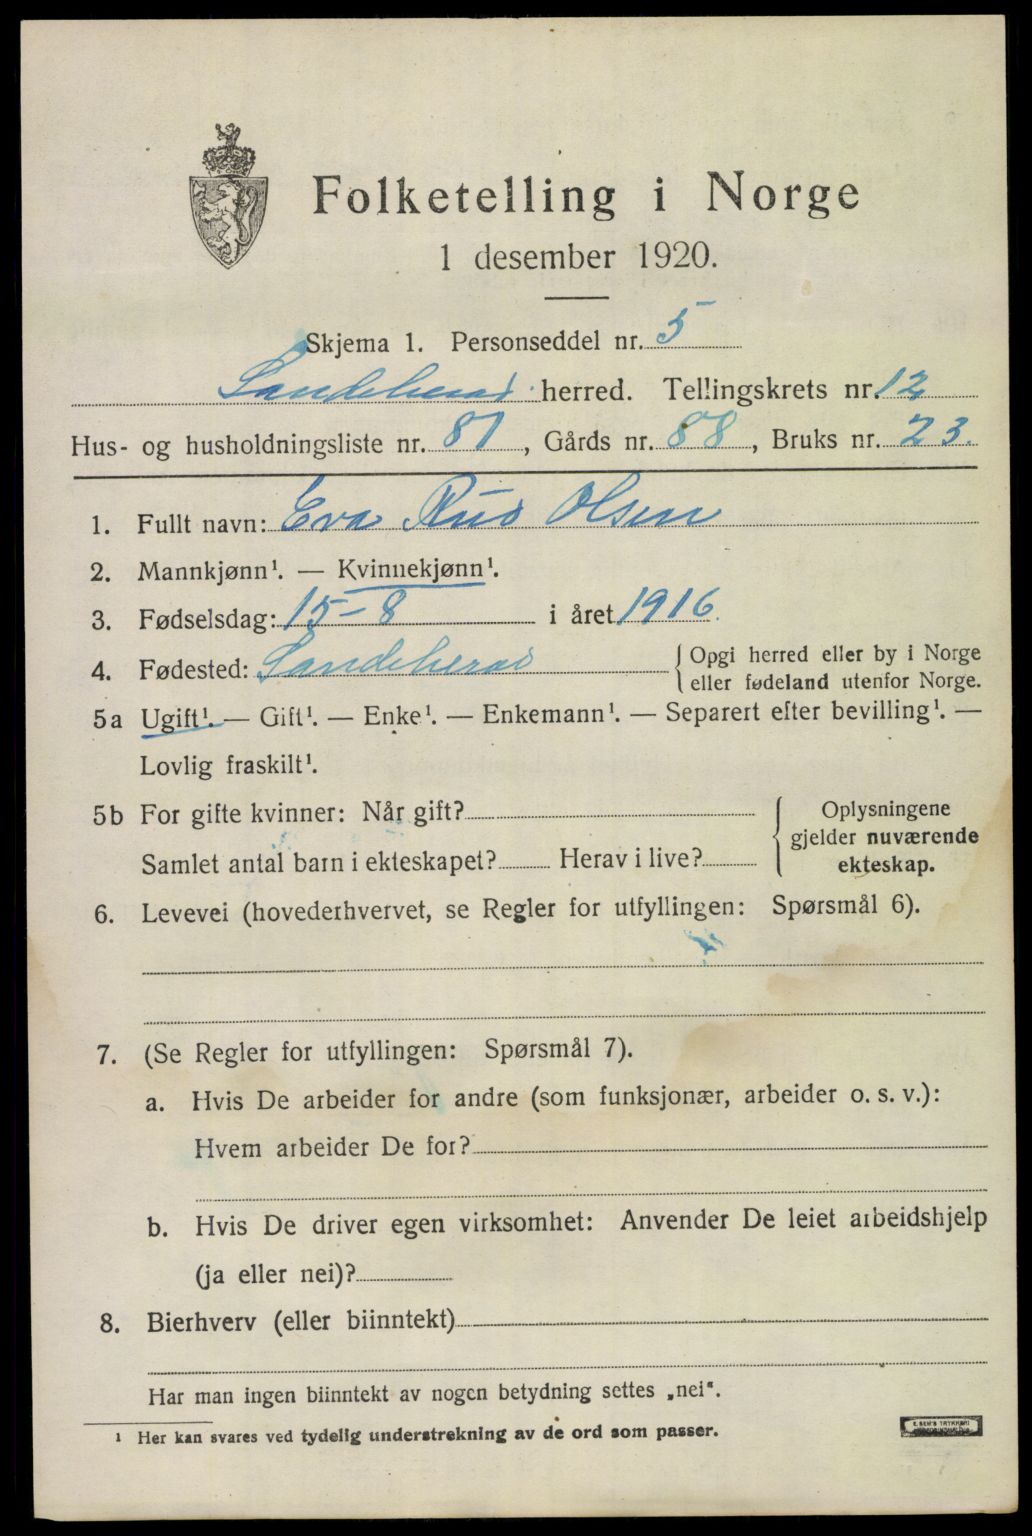 Folketelling i Norge
1 desember 1920.
Skjema 1. Personseddel nr. 5
Sandeherad herred. Tellingskrets nr. 12
Hus- og husholdningsliste nr. 81, Gårds nr. 88, Bruks nr. 23.
1. Fullt navn: Eva Ruud Olsen
2. Mannkjønn¹. — Kvinnekjønn¹.
3. Fødselsdag: 15-8 i året 1916.
4. Fødested: Sandeherad { Opgi herred eller by i Norge
eller fødeland utenfor Norge.
5a Ugift¹. — Gift¹. — Enke¹. — Enkemann¹. — Separert efter bevilling¹. —
Lovlig fraskilt¹.
5b For gifte kvinner: Når gift?
Samlet antal barn i ekteskapet? Herav i live?
{ Oplysningene
gjelder nuværende
ekteskap.
6. Levevei (hovederhvervet, se Regler for utfyllingen: Spørsmål 6).
7. (Se Regler for utfyllingen: Spørsmål 7).
a. Hvis De arbeider for andre (som funksjonær, arbeider o. s. v.):
Hvem arbeider De for?
b. Hvis De driver egen virksomhet: Anvender De leiet arbeidshjelp
(ja eller nei)?
8. Bierhverv (eller biinntekt)
Har man ingen biinntekt av nogen betydning settes „nei“.
¹ Her kan svares ved tydelig understrekning av de ord som passer.